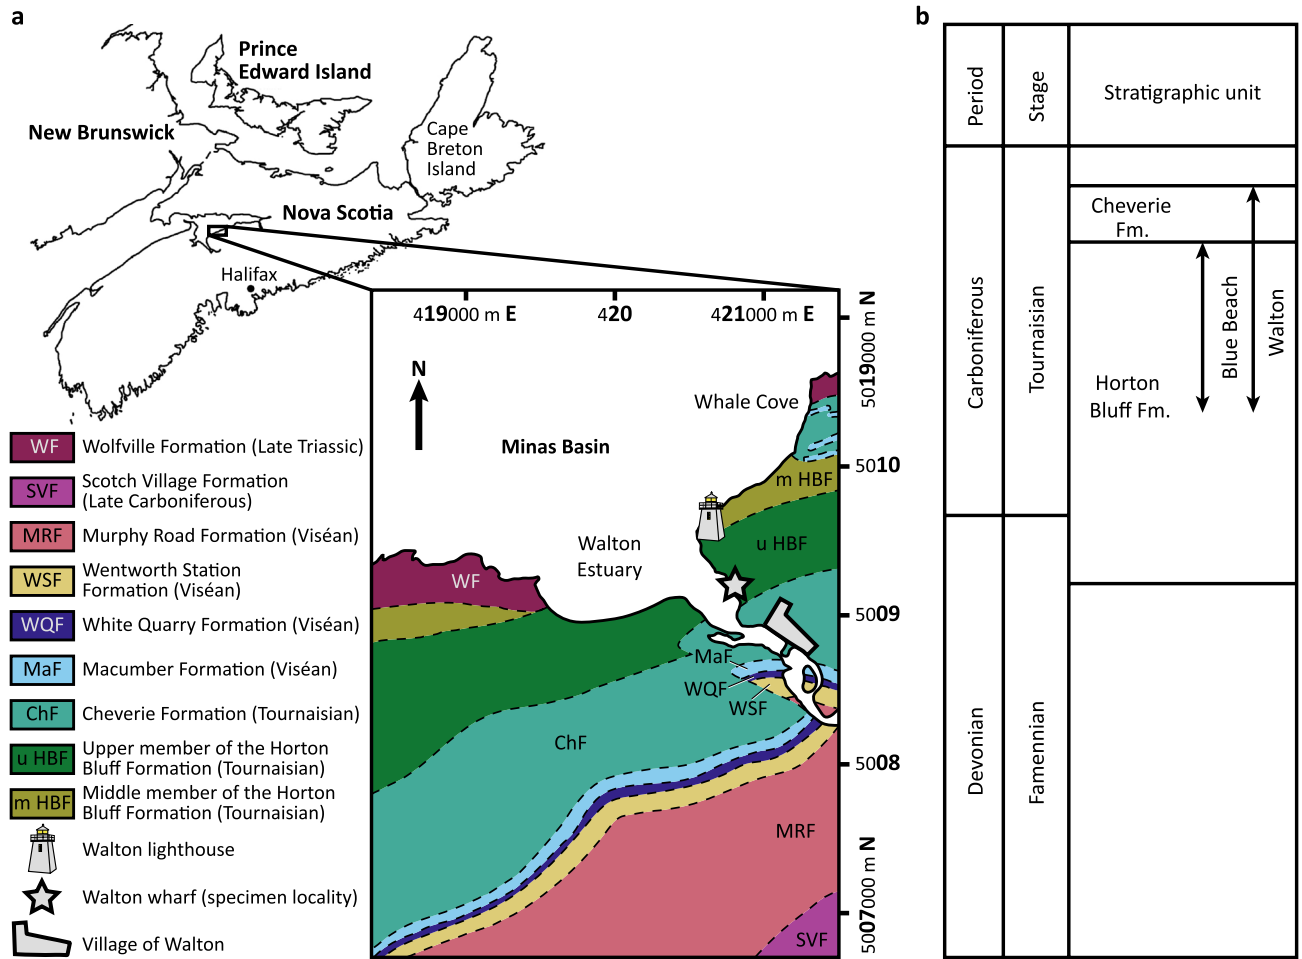 a
Prince
Edward Island
New Brunswick
Cape
Breton
Island
Nova Scotia
Halifax
419000 m E
420
421000 m E
5019000 m N
N
Whale Cove
Minas Basin
5010
m HBF
u HBF
Walton
Estuary
WF
5009
MaF
WQF
WSF
ChF
5008
MRF
5007000 m N
SVF
WF
Wolfville Formation (Late Triassic)
SVF
Scotch Village Formation
(Late Carboniferous)
MRF
Murphy Road Formation (Viséan)
WSF
Wentworth Station
Formation (Viséan)
WQF
White Quarry Formation (Viséan)
MaF
Macumber Formation (Viséan)
ChF
Cheverie Formation (Tournaisian)
u HBF
Upper member of the Horton
Bluff Formation (Tournaisian)
m HBF
Middle member of the Horton
Bluff Formation (Tournaisian)
Walton lighthouse
Walton wharf (specimen locality)
Village of Walton
b
Period
Stage
Stratigraphic unit
Carboniferous
Tournaisian
Cheverie
Fm.
Horton
Bluff Fm.
Blue Beach
Walton
Devonian
Famennian